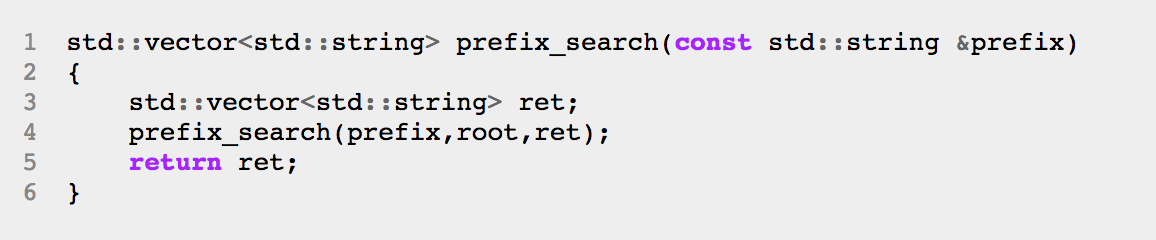 1 std::vector<std::string> prefix_search(const std::string &prefix)
2 {
3     std::vector<std::string> ret;
4     prefix_search(prefix,root,ret);
5     return ret;
6 }